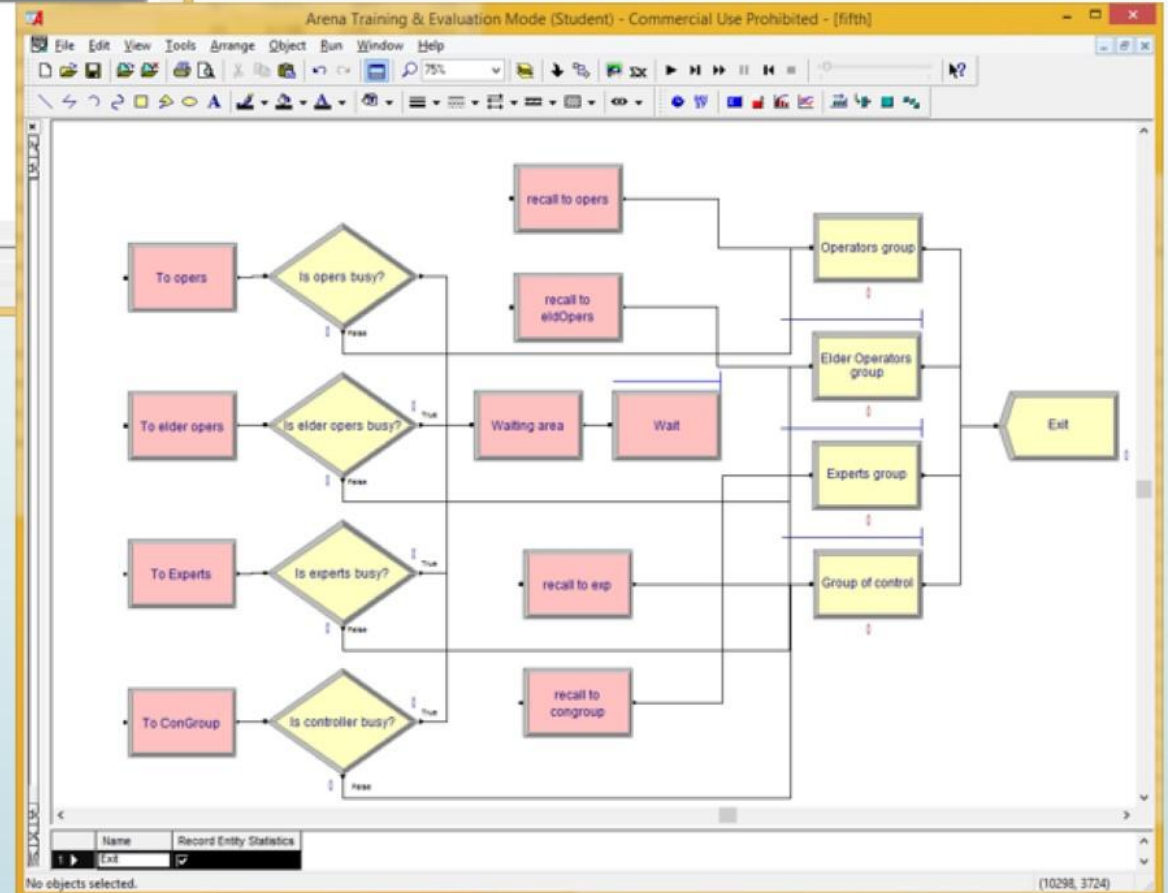 Arena Training & Evaluation Mode (Student) - Commercial Use Prohibited - [fifth]
File Edit View Tools Arrange Object Run Window Help
75%
recall to opers
Operators group
To opers
Is opers busy?
False
recall to
eldOpers
Elder Operators
group
To elder opers
Is elder opers busy?
True
False
Waiting area
Wait
Exit
Experts group
To Experts
Is experts busy?
True
False
recall to exp
Group of control
To ConGroup
Is controller busy?
True
False
recall to
congroup
Name Record Entity Statistics
1 Exit
No objects selected. (10298, 3724)